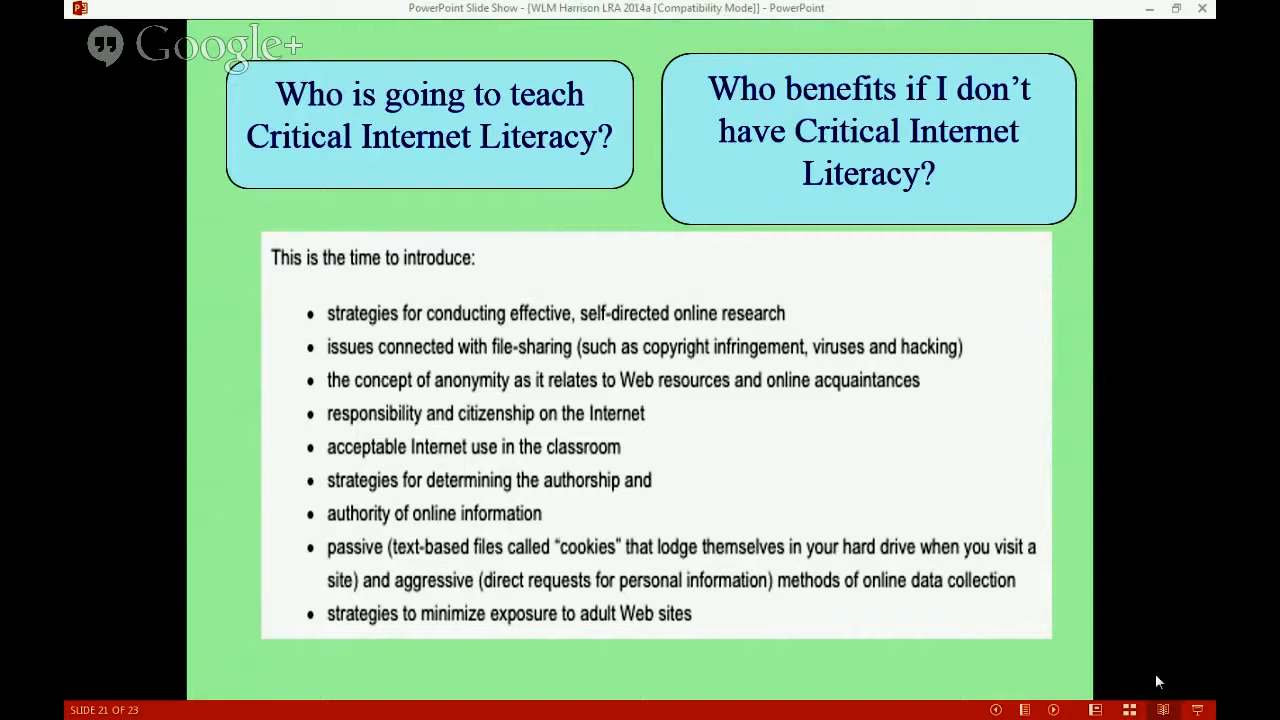 PowerPoint Slide Show - [WLM Harrison LRA 2014a [Compatibility Mode]] - PowerPoint
Google+
Who is going to teach
Critical Internet Literacy?
Who benefits if I don't
have Critical Internet
Literacy?
This is the time to introduce:
• strategies for conducting effective, self-directed online research
• issues connected with file-sharing (such as copyright infringement, viruses and hacking)
• the concept of anonymity as it relates to Web resources and online acquaintances
• responsibility and citizenship on the Internet
• acceptable Internet use in the classroom
• strategies for determining the authorship and
• authority of online information
• passive (text-based files called “cookies” that lodge themselves in your hard drive when you visit a
site) and aggressive (direct requests for personal information) methods of online data collection
• strategies to minimize exposure to adult Web sites
SLIDE 21 OF 23